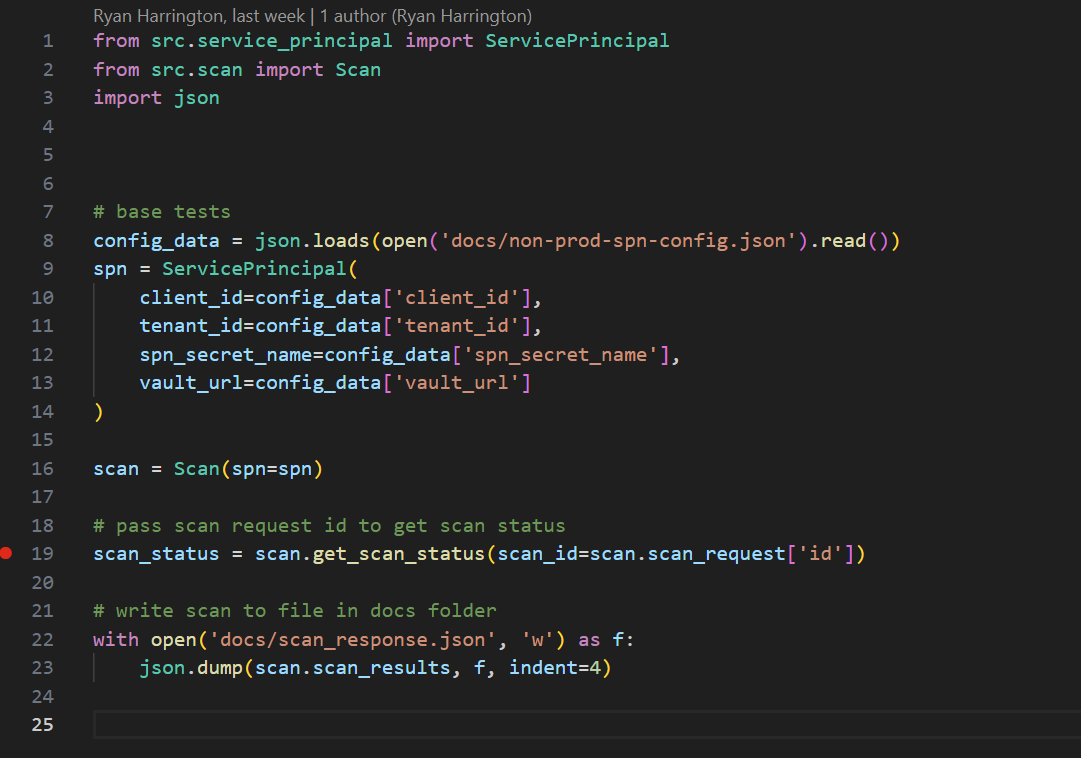 Ryan Harrington, last week | 1 author (Ryan Harrington)
1 from src.service_principal import ServicePrincipal
2 from src.scan import Scan
3 import json
4
5
6
7 # base tests
8 config_data = json.loads(open('docs/non-prod-spn-config.json').read())
9 spn = ServicePrincipal(
10     client_id=config_data['client_id'],
11     tenant_id=config_data['tenant_id'],
12     spn_secret_name=config_data['spn_secret_name'],
13     vault_url=config_data['vault_url']
14 )
15
16 scan = Scan(spn=spn)
17
18 # pass scan request id to get scan status
19 scan_status = scan.get_scan_status(scan_id=scan.scan_request['id'])
20
21 # write scan to file in docs folder
22 with open('docs/scan_response.json', 'w') as f:
23     json.dump(scan.scan_results, f, indent=4)
24
25